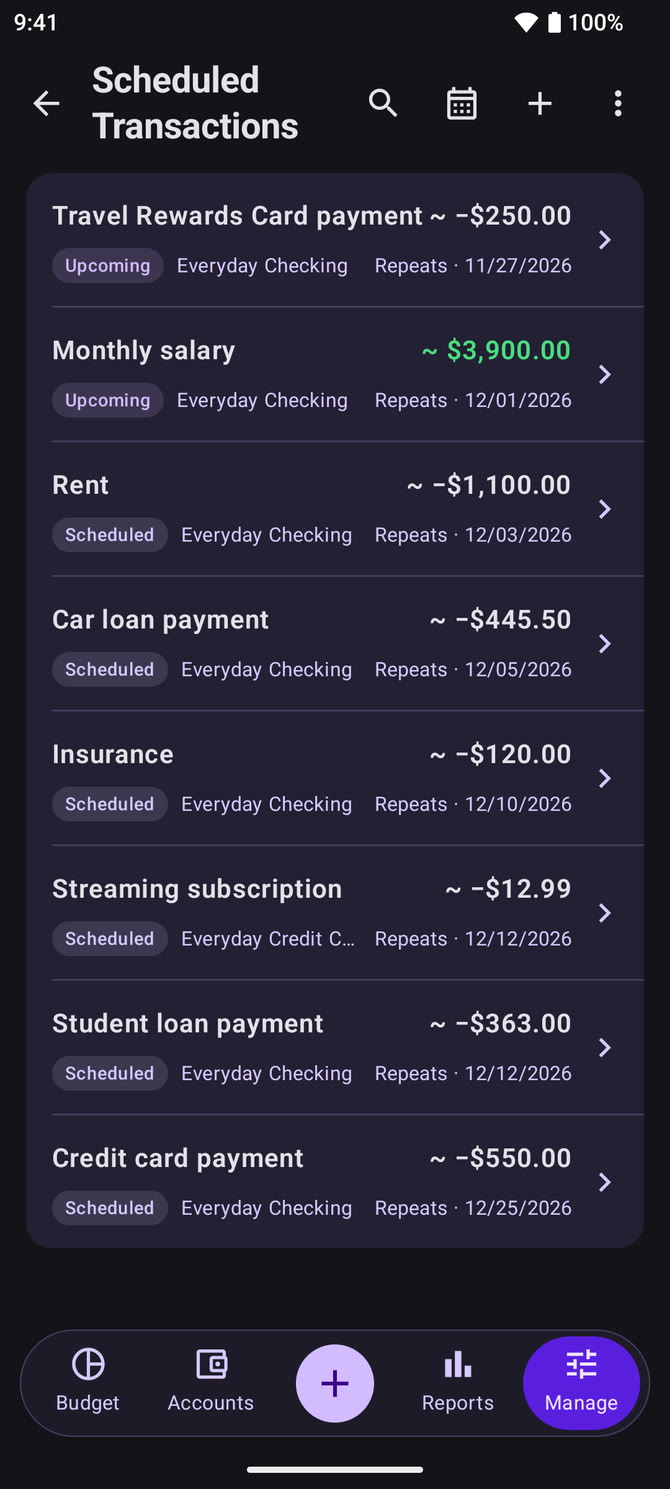 9:41
100%
Scheduled
Transactions
Travel Rewards Card payment ~ −$250.00
Upcoming Everyday Checking Repeats · 11/27/2026
Monthly salary ~ $3,900.00
Upcoming Everyday Checking Repeats · 12/01/2026
Rent ~ −$1,100.00
Scheduled Everyday Checking Repeats · 12/03/2026
Car loan payment ~ −$445.50
Scheduled Everyday Checking Repeats · 12/05/2026
Insurance ~ −$120.00
Scheduled Everyday Checking Repeats · 12/10/2026
Streaming subscription ~ −$12.99
Scheduled Everyday Credit C... Repeats · 12/12/2026
Student loan payment ~ −$363.00
Scheduled Everyday Checking Repeats · 12/12/2026
Credit card payment ~ −$550.00
Scheduled Everyday Checking Repeats · 12/25/2026
Budget Accounts Reports Manage